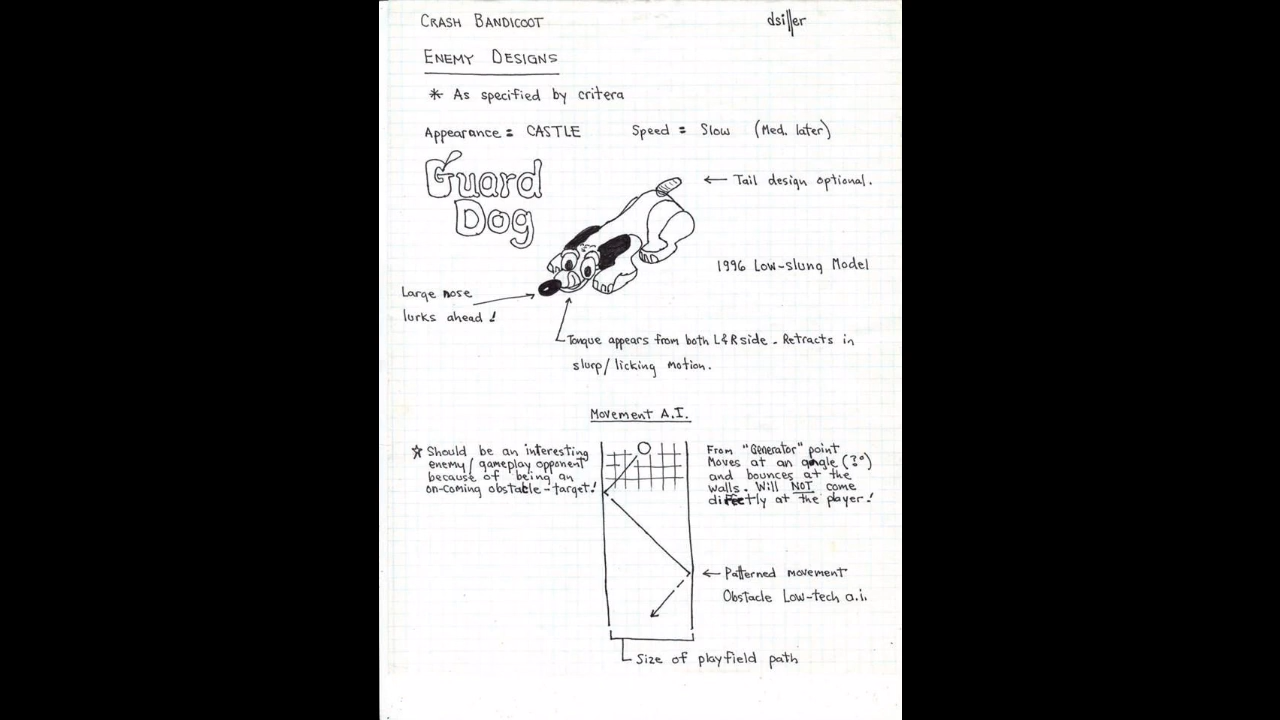 CRASH BANDICOOT
dsiller
ENEMY DESIGNS
* As specified by critera
Appearance = CASTLE Speed = Slow (Med. later)
Guard
Dog
← Tail design optional.
1996 Low-slung Model
Large nose
lurks ahead!
Tongue appears from both L&R side - Retracts in
slurp/licking motion.
Movement A.I.
* Should be an interesting
enemy/gameplay opponent
because of being an
on-coming obstacle-target!
From "Generator" point
Moves at an angle (?°)
and bounces at the
walls. Will NOT come
directly at the player!
← Patterned movement
Obstacle Low-tech a.i.
Size of playfield path